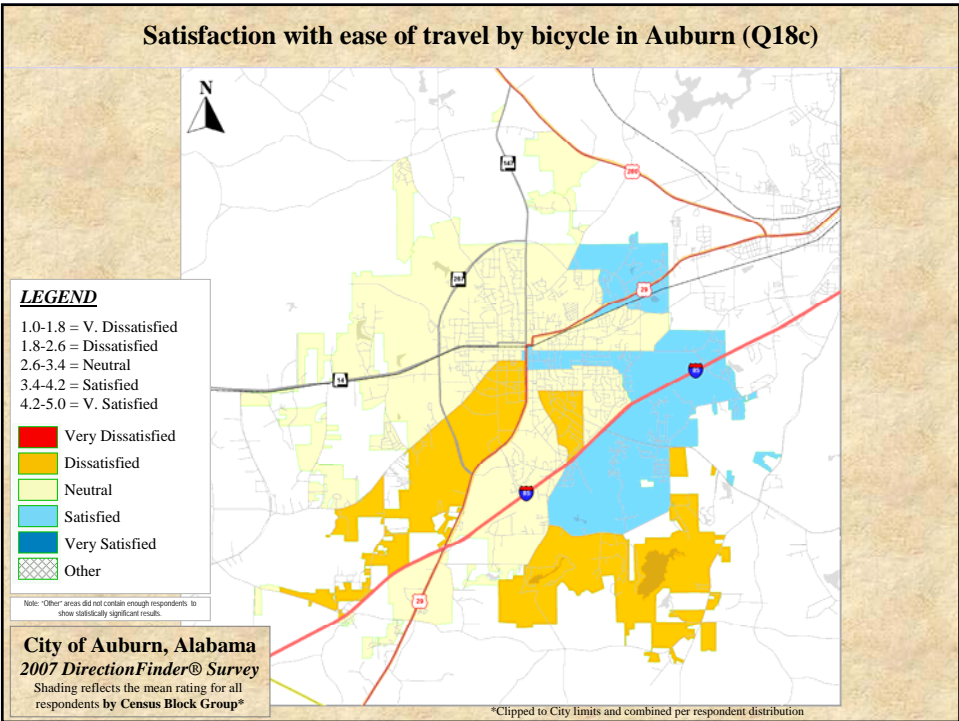 Satisfaction with ease of travel by bicycle in Auburn (Q18c)
N
147
280
267
29
14
85
85
29
LEGEND
1.0-1.8 = V. Dissatisfied
1.8-2.6 = Dissatisfied
2.6-3.4 = Neutral
3.4-4.2 = Satisfied
4.2-5.0 = V. Satisfied
Very Dissatisfied
Dissatisfied
Neutral
Satisfied
Very Satisfied
Other
Note: "Other" areas did not contain enough respondents to
show statistically significant results.
City of Auburn, Alabama
2007 DirectionFinder® Survey
Shading reflects the mean rating for all
respondents by Census Block Group*
*Clipped to City limits and combined per respondent distribution